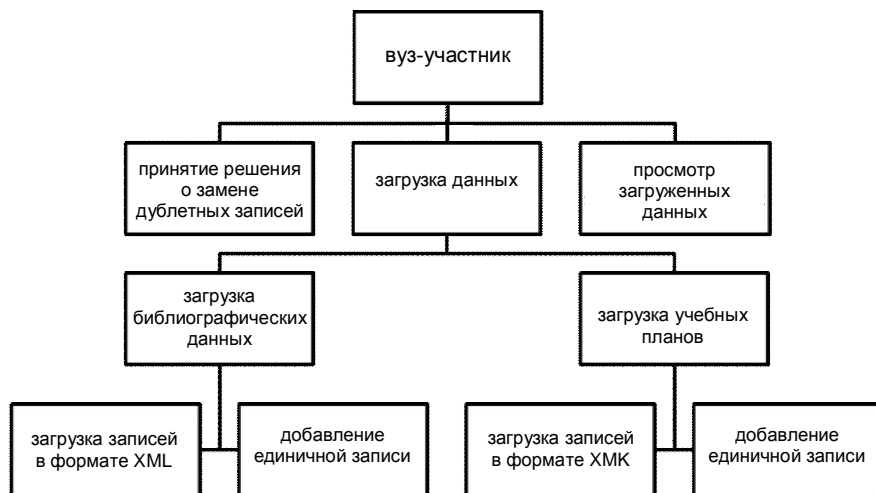 вуз-участник
принятие решения
о замене
дублетных записей
загрузка данных
просмотр
загруженных
данных
загрузка
библиографических
данных
загрузка учебных
планов
загрузка записей
в формате XML
добавление
единичной записи
загрузка записей
в формате XMK
добавление
единичной записи